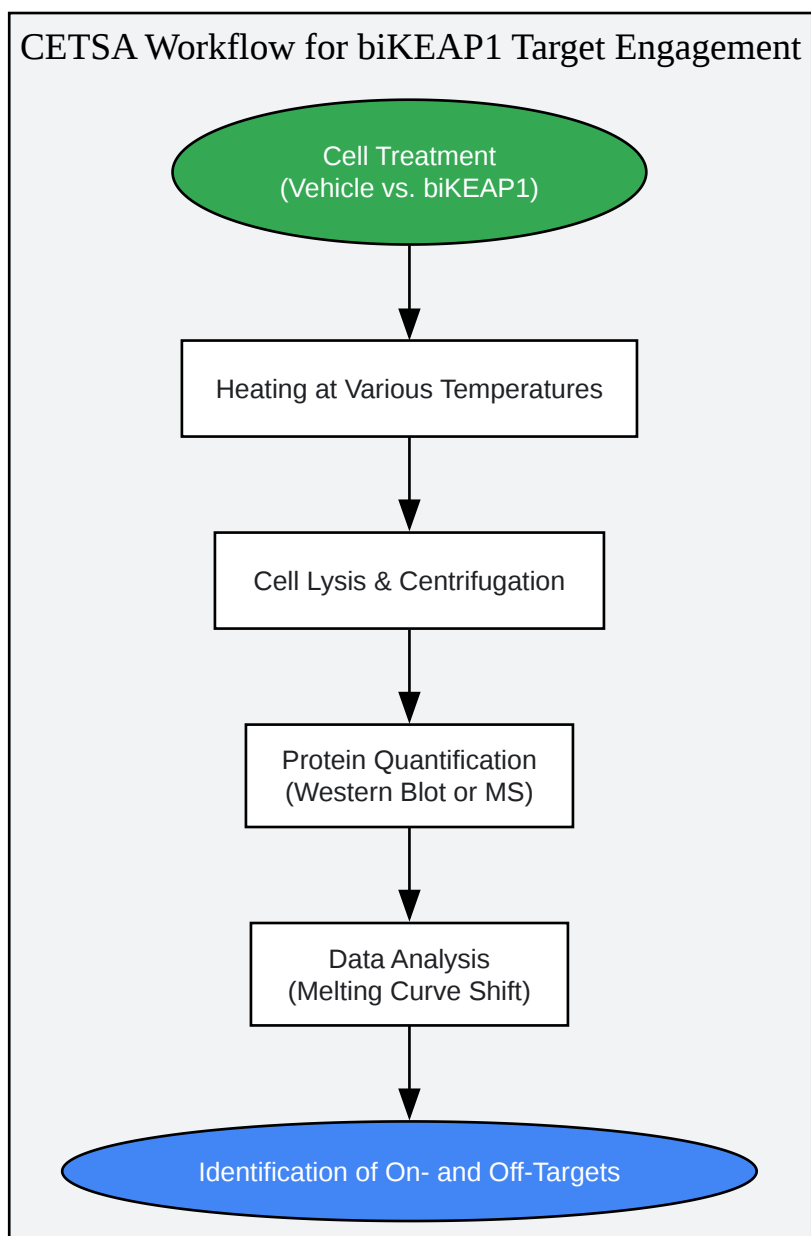 CETSA Workflow for biKEAP1 Target Engagement
Cell Treatment
(Vehicle vs. biKEAP1)
Heating at Various Temperatures
Cell Lysis & Centrifugation
Protein Quantification
(Western Blot or MS)
Data Analysis
(Melting Curve Shift)
Identification of On- and Off-Targets